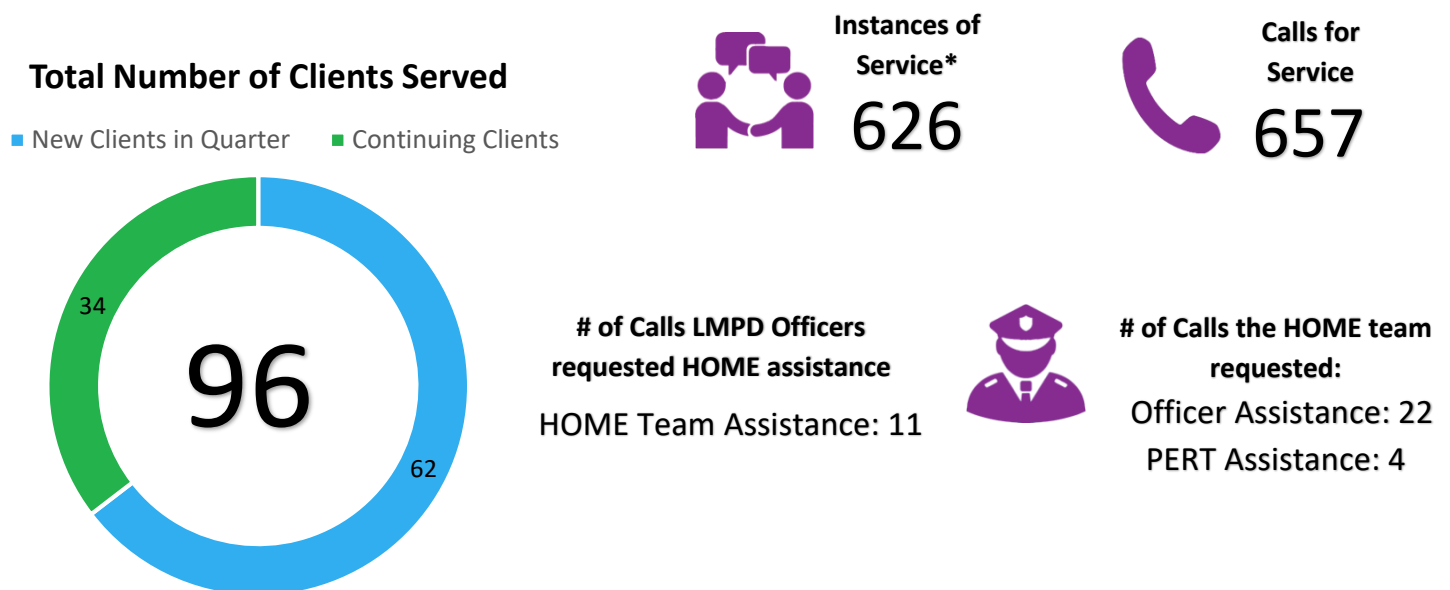 Total Number of Clients Served
New Clients in Quarter
Continuing Clients
34
96
62
Instances of
Service*
626
Calls for
Service
657
# of Calls LMPD Officers
requested HOME assistance
HOME Team Assistance: 11
# of Calls the HOME team
requested:
Officer Assistance: 22
PERT Assistance: 4